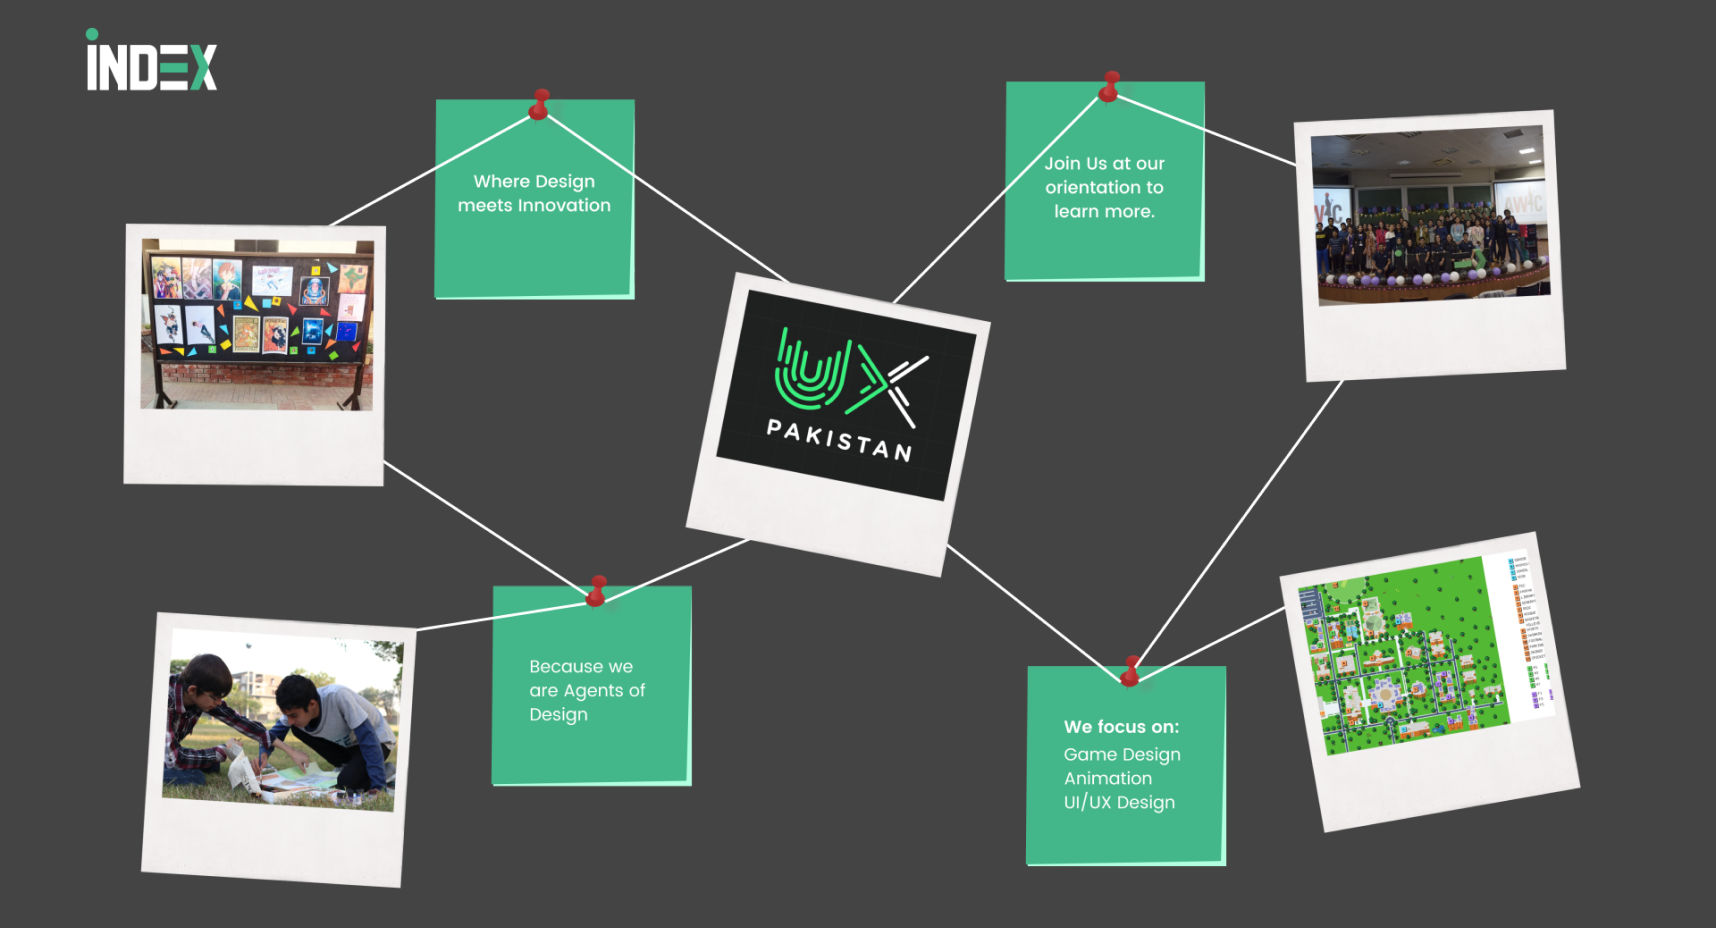 INDEX
Where Design
meets Innovation
Join Us at our
orientation to
learn more.
AWIC
UX
PAKISTAN
Because we
are Agents of
Design
We focus on:
Game Design
Animation
UI/UX Design